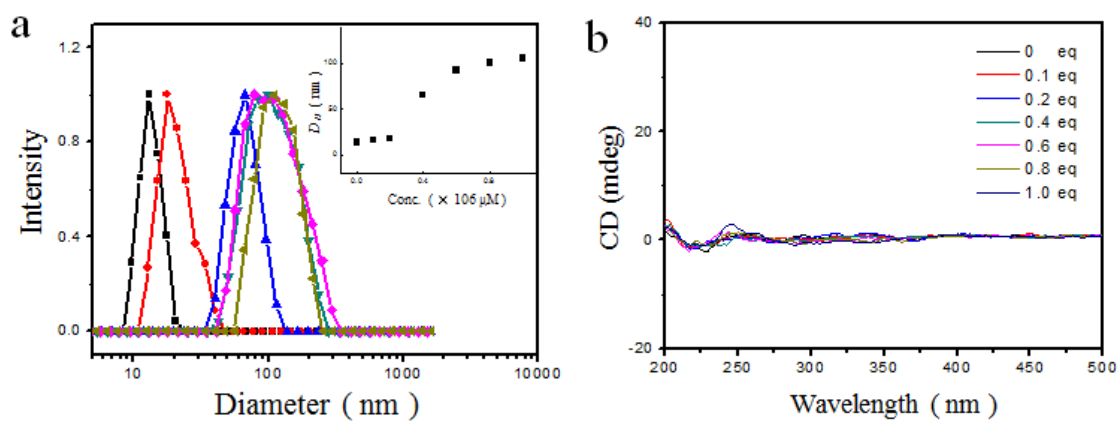 a
Intensity
1.2
0.8
0.4
0.0
10
100
1000
10000
Diameter ( nm )
D_H ( nm )
100
50
0
0.0
0.4
0.8
Conc. ( × 106 μM)
b
CD (mdeg)
40
20
0
-20
200
250
300
350
400
450
500
Wavelength ( nm )
0 eq
0.1 eq
0.2 eq
0.4 eq
0.6 eq
0.8 eq
1.0 eq